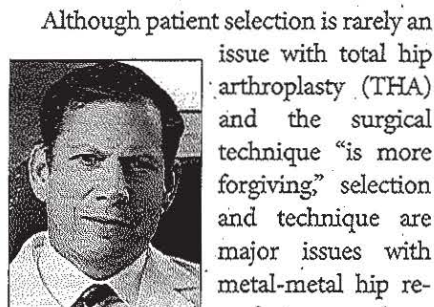 Although patient selection is rarely an
issue with total hip
arthroplasty (THA)
and the surgical
technique “is more
forgiving,” selection
and technique are
major issues with
metal-metal hip re-